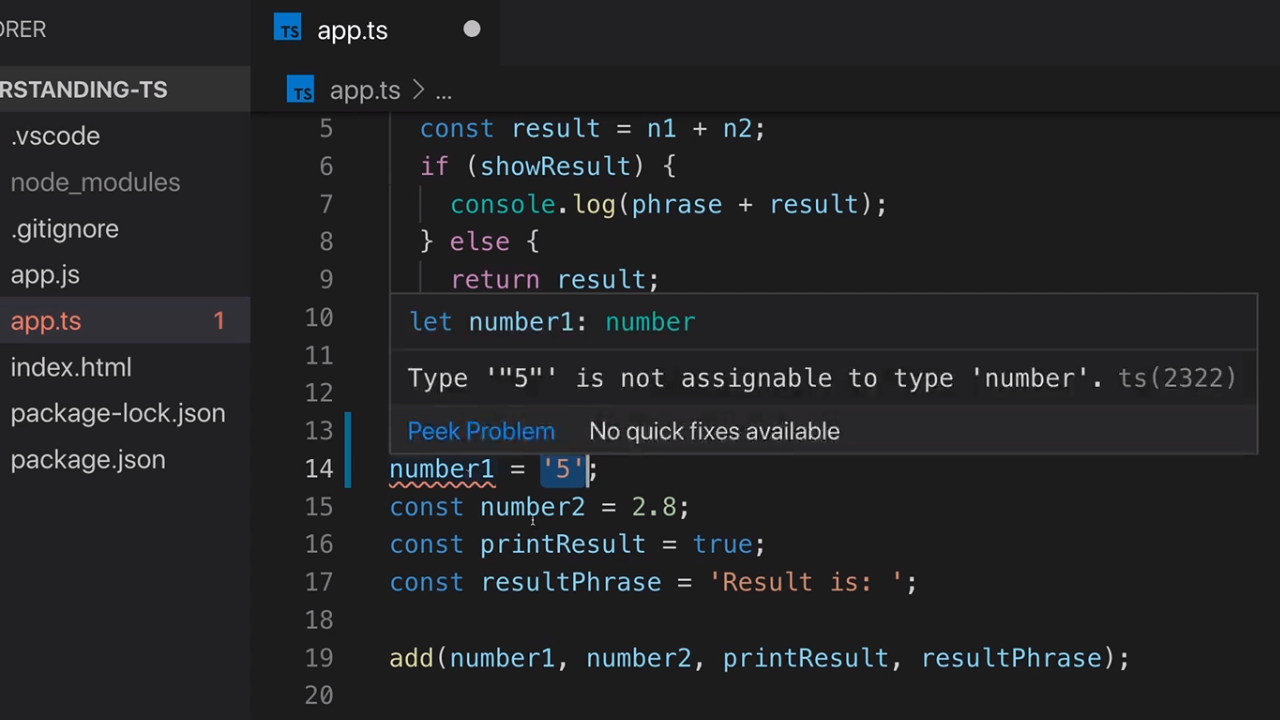 ORER
TS app.ts
RSTANDING-TS
TS app.ts > ...
.vscode
node_modules
.gitignore
app.js
app.ts 1
index.html
package-lock.json
package.json
5 const result = n1 + n2;
6 if (showResult) {
7 console.log(phrase + result);
8 } else {
9 return result;
10
11
12
13
let number1: number
Type '"5"' is not assignable to type 'number'. ts(2322)
Peek Problem No quick fixes available
14 number1 = '5';
15 const number2 = 2.8;
16 const printResult = true;
17 const resultPhrase = 'Result is: ';
18
19 add(number1, number2, printResult, resultPhrase);
20